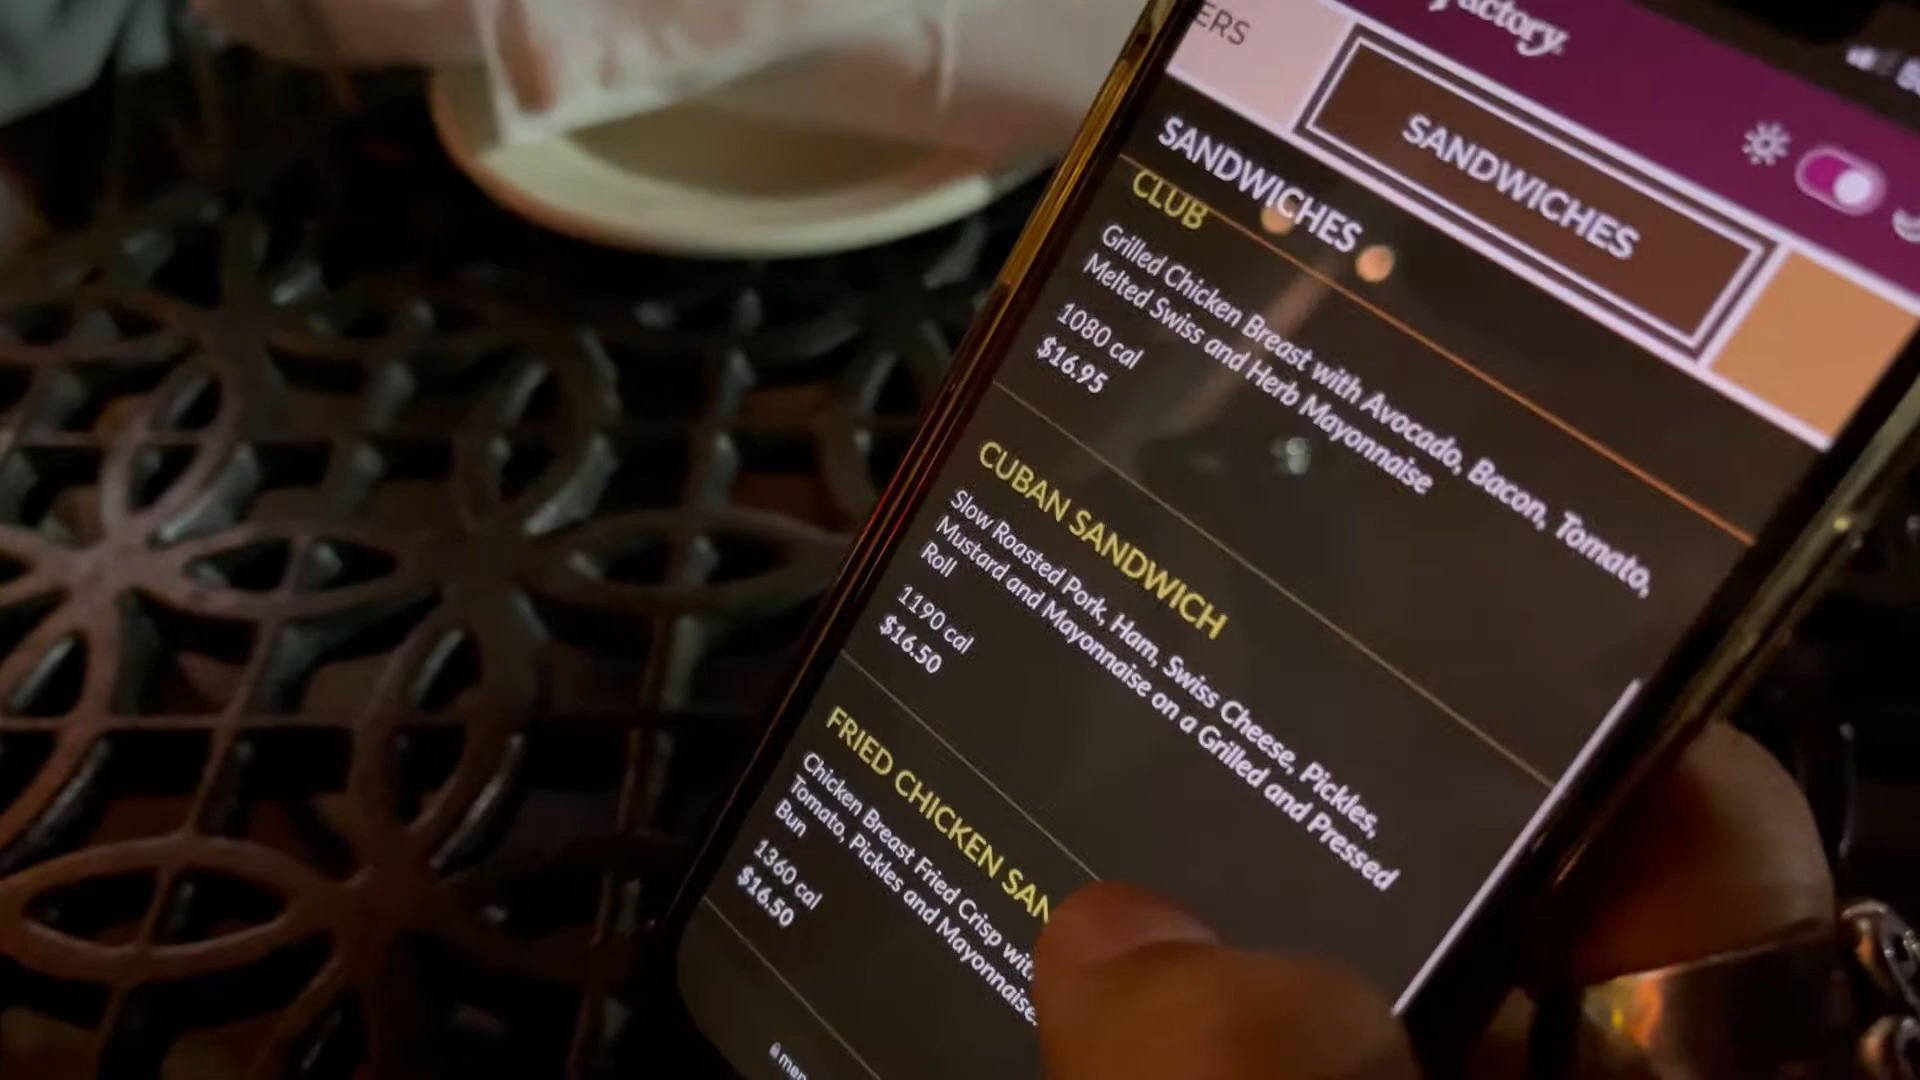 factory
ERS
SANDWICHES
SANDWICHES
CLUB
Grilled Chicken Breast with Avocado, Bacon, Tomato,
Melted Swiss and Herb Mayonnaise
1080 cal
$16.95
CUBAN SANDWICH
Slow Roasted Pork, Ham, Swiss Cheese, Pickles,
Mustard and Mayonnaise on a Grilled and Pressed
Roll
1190 cal
$16.50
FRIED CHICKEN SAN
Chicken Breast Fried Crisp with
Tomato, Pickles and Mayonnaise
Bun
1360 cal
$16.50